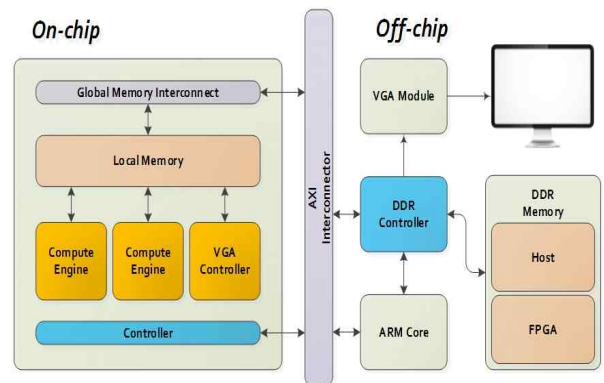 On-chip
Off-chip
Global Memory Interconnect
Local Memory
Compute
Engine
Compute
Engine
VGA
Controller
Controller
AXI
Interconnector
VGA Module
DDR
Controller
ARM Core
DDR
Memory
Host
FPGA